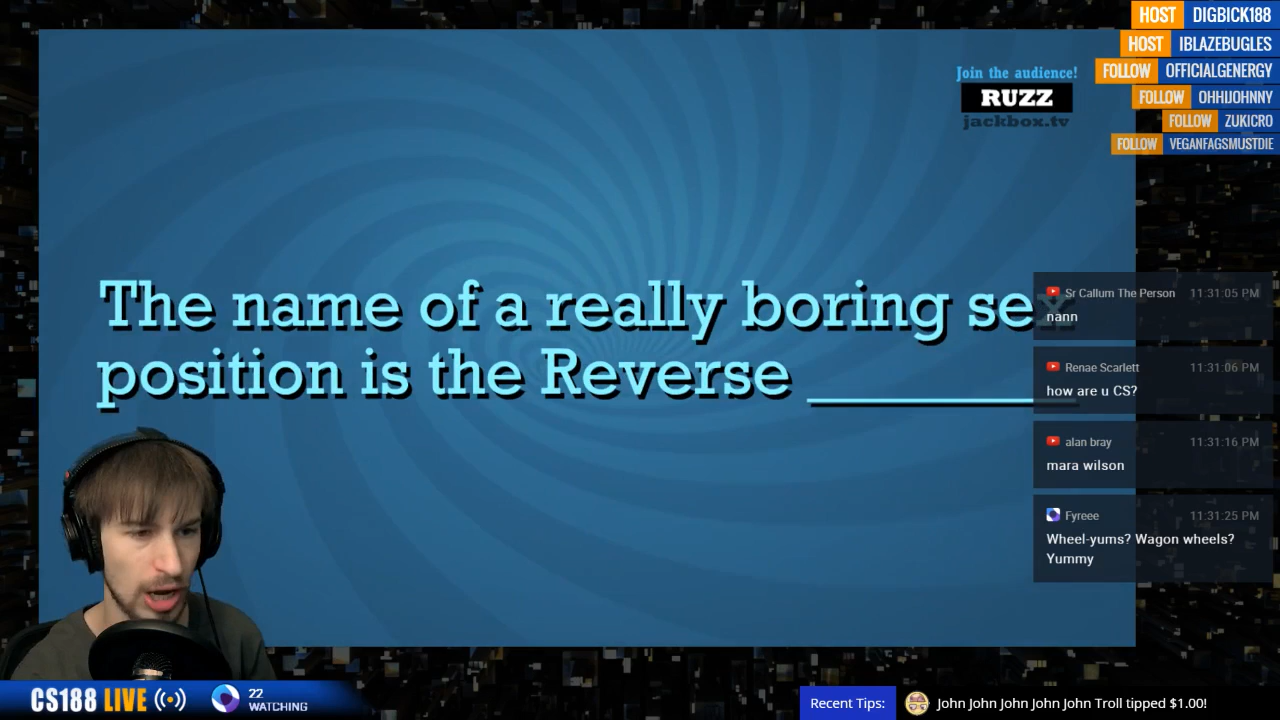 HOST DIGBICK188
HOST IBLAZEBUGLES
FOLLOW OFFICIALGENERGY
FOLLOW OHHIJOHNNY
FOLLOW ZUKICRO
FOLLOW VEGANFAGSMUSTDIE
Join the audience!
RUZZ
jackbox.tv
The name of a really boring sex
position is the Reverse
Sr Callum The Person 11:31:05 PM
nann
Renae Scarlett 11:31:06 PM
how are u CS?
alan bray 11:31:16 PM
mara wilson
Fyreee 11:31:25 PM
Wheel-yums? Wagon wheels?
Yummy
CS188 LIVE
22
WATCHING
Recent Tips: John John John John John Troll tipped $1.00!